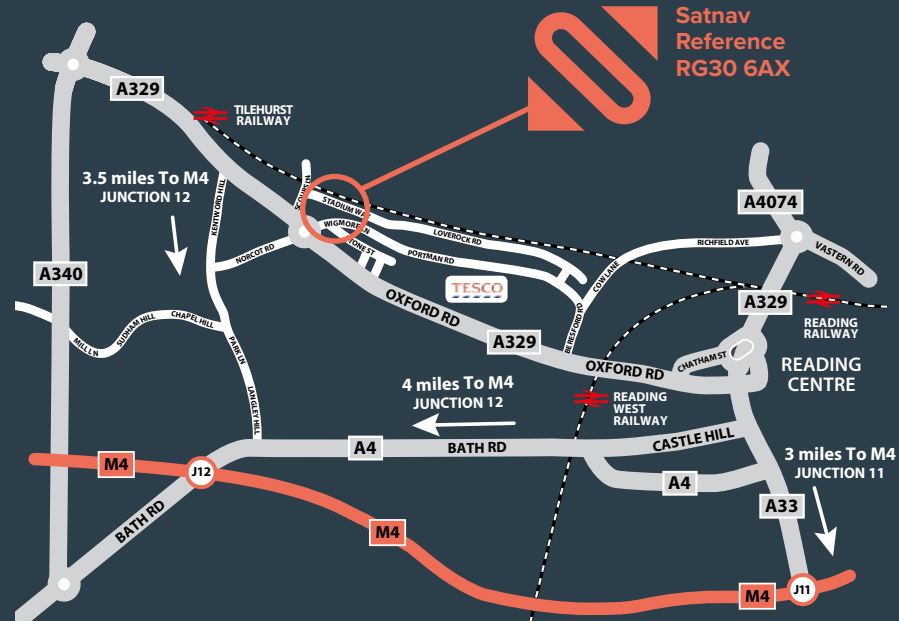 Satnav
Reference
RG30 6AX
A329
TILEHURST
RAILWAY
3.5 miles To M4
JUNCTION 12
KENTWORD HILL
SCOURS LN
STADIUM WAY
WIGMORE LN
LOVEROCK RD
PORTMAN RD
NORCOT RD
A4074
RICHFIELD AVE
VASTERN RD
COW LANE
A340
TESCO
A329
READING
RAILWAY
OXFORD RD
A329
BERESFORD RD
MILL LN
SUDHAM HILL
CHAPEL HILL
PARK LN
LANGLEY HILL
OXFORD RD
CHATHAM ST
READING
CENTRE
4 miles To M4
JUNCTION 12
READING
WEST
RAILWAY
A4
BATH RD
CASTLE HILL
A4
3 miles To M4
JUNCTION 11
A33
M4
J12
BATH RD
M4
M4
J11